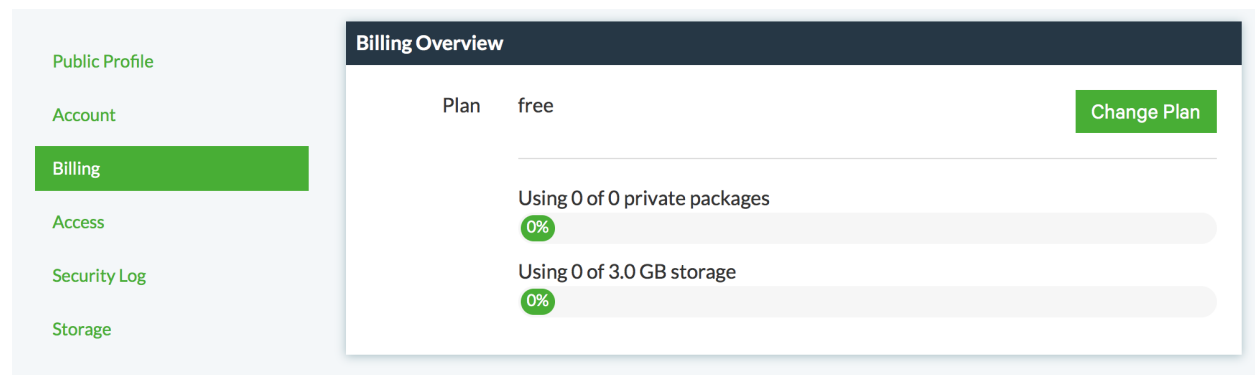 Public Profile
Account
Billing
Access
Security Log
Storage
Billing Overview
Plan free
Change Plan
Using 0 of 0 private packages
0%
Using 0 of 3.0 GB storage
0%